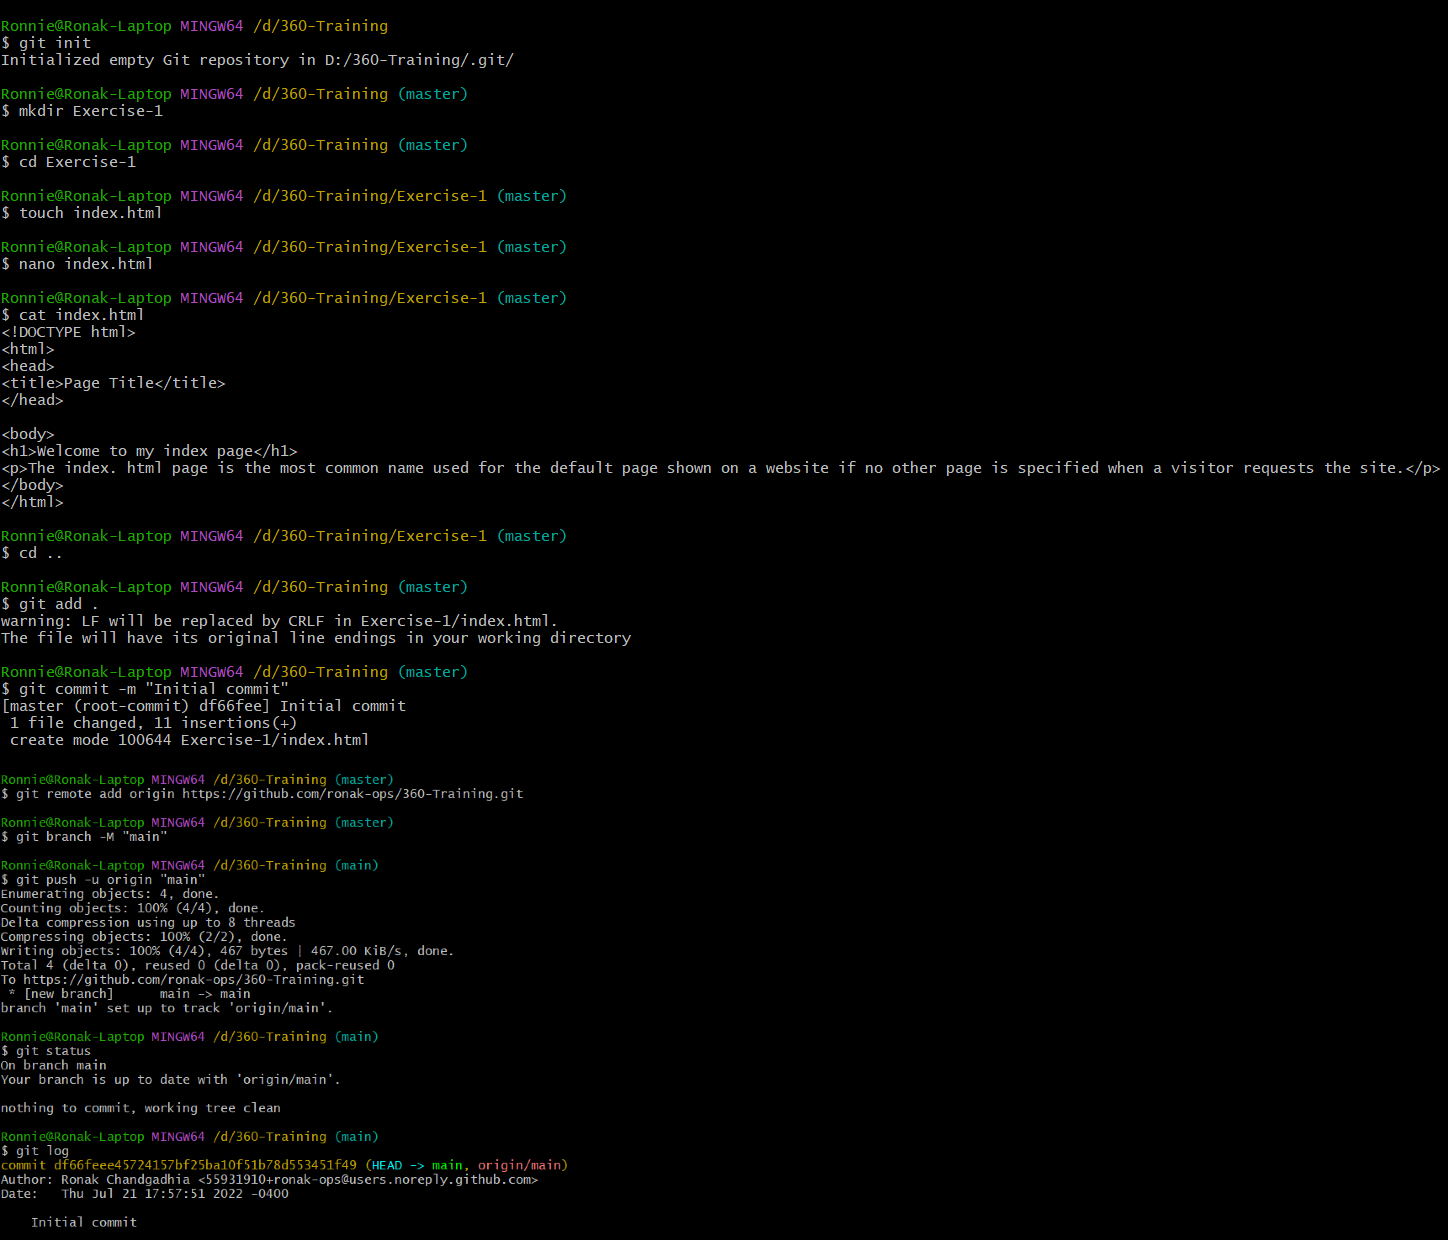 Ronnie@Ronak-Laptop MINGW64 /d/360-Training
$ git init
Initialized empty Git repository in D:/360-Training/.git/
Ronnie@Ronak-Laptop MINGW64 /d/360-Training (master)
$ mkdir Exercise-1
Ronnie@Ronak-Laptop MINGW64 /d/360-Training (master)
$ cd Exercise-1
Ronnie@Ronak-Laptop MINGW64 /d/360-Training/Exercise-1 (master)
$ touch index.html
Ronnie@Ronak-Laptop MINGW64 /d/360-Training/Exercise-1 (master)
$ nano index.html
Ronnie@Ronak-Laptop MINGW64 /d/360-Training/Exercise-1 (master)
$ cat index.html
<!DOCTYPE html>
<html>
<head>
<title>Page Title</title>
</head>
<body>
<h1>Welcome to my index page</h1>
<p>The index. html page is the most common name used for the default page shown on a website if no other page is specified when a visitor requests the site.</p>
</body>
</html>
Ronnie@Ronak-Laptop MINGW64 /d/360-Training/Exercise-1 (master)
$ cd ..
Ronnie@Ronak-Laptop MINGW64 /d/360-Training (master)
$ git add .
warning: LF will be replaced by CRLF in Exercise-1/index.html.
The file will have its original line endings in your working directory
Ronnie@Ronak-Laptop MINGW64 /d/360-Training (master)
$ git commit -m "Initial commit"
[master (root-commit) df66fee] Initial commit
 1 file changed, 11 insertions(+)
 create mode 100644 Exercise-1/index.html
Ronnie@Ronak-Laptop MINGW64 /d/360-Training (master)
$ git remote add origin https://github.com/ronak-ops/360-Training.git
Ronnie@Ronak-Laptop MINGW64 /d/360-Training (master)
$ git branch -M "main"
Ronnie@Ronak-Laptop MINGW64 /d/360-Training (main)
$ git push -u origin "main"
Enumerating objects: 4, done.
Counting objects: 100% (4/4), done.
Delta compression using up to 8 threads
Compressing objects: 100% (2/2), done.
Writing objects: 100% (4/4), 467 bytes | 467.00 KiB/s, done.
Total 4 (delta 0), reused 0 (delta 0), pack-reused 0
To https://github.com/ronak-ops/360-Training.git
 * [new branch]      main -> main
branch 'main' set up to track 'origin/main'.
Ronnie@Ronak-Laptop MINGW64 /d/360-Training (main)
$ git status
On branch main
Your branch is up to date with 'origin/main'.
nothing to commit, working tree clean
Ronnie@Ronak-Laptop MINGW64 /d/360-Training (main)
$ git log
commit df66feee45724157bf25ba10f51b78d553451f49 (HEAD -> main, origin/main)
Author: Ronak Chandgadhia <55931910+ronak-ops@users.noreply.github.com>
Date:   Thu Jul 21 17:57:51 2022 -0400
    Initial commit